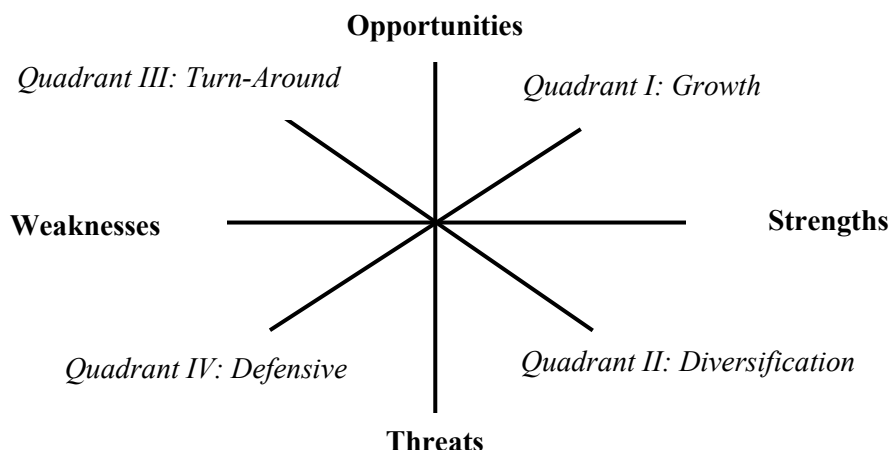 Opportunities
Quadrant III: Turn-Around
Quadrant I: Growth
Weaknesses
Strengths
Quadrant IV: Defensive
Quadrant II: Diversification
Threats